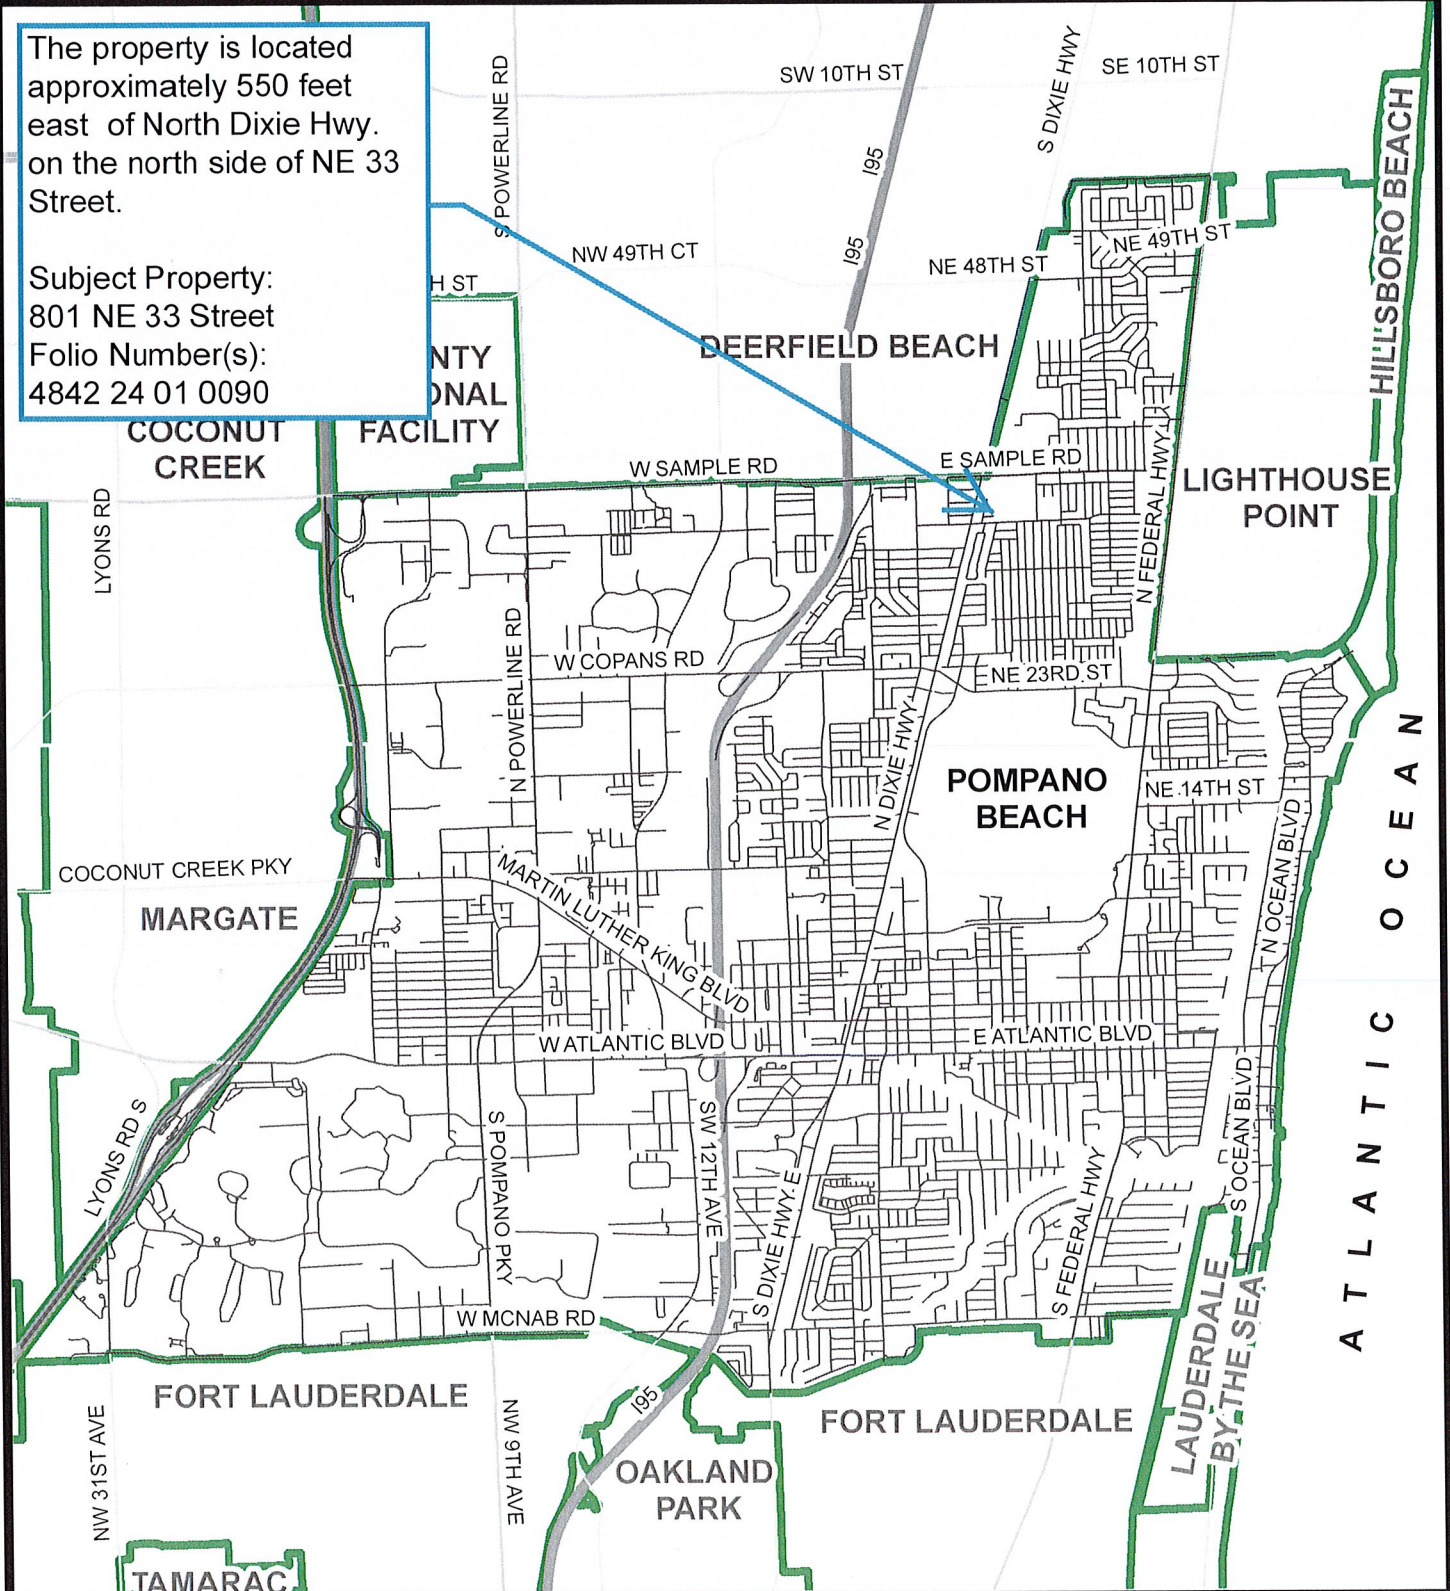 The property is located
approximately 550 feet
east  of North Dixie Hwy.
on the north side of NE 33
Street.
Subject Property:
801 NE 33 Street
Folio Number(s):
4842 24 01 0090
S POWERLINE RD
SW 10TH ST
S DIXIE HWY
SE 10TH ST
I95
HILLSBORO BEACH
NW 49TH CT
I95
NE 48TH ST
NE 49TH ST
H ST
DEERFIELD BEACH
NTY
ONAL
FACILITY
COCONUT
CREEK
W SAMPLE RD
E SAMPLE RD
N FEDERAL HWY
LIGHTHOUSE
POINT
LYONS RD
N POWERLINE RD
W COPANS RD
NE 23RD ST
N DIXIE HWY
POMPANO
BEACH
NE 14TH ST
N OCEAN BLVD
ATLANTIC OCEAN
COCONUT CREEK PKY
MARGATE
MARTIN LUTHER KING BLVD
W ATLANTIC BLVD
E ATLANTIC BLVD
LYONS RD S
S POMPANO PKY
SW 12TH AVE
S DIXIE HWY E
S FEDERAL HWY
S OCEAN BLVD
W MCNAB RD
LAUDERDALE
BY THE SEA
FORT LAUDERDALE
I95
FORT LAUDERDALE
NW 31ST AVE
NW 9TH AVE
OAKLAND
PARK
TAMARAC